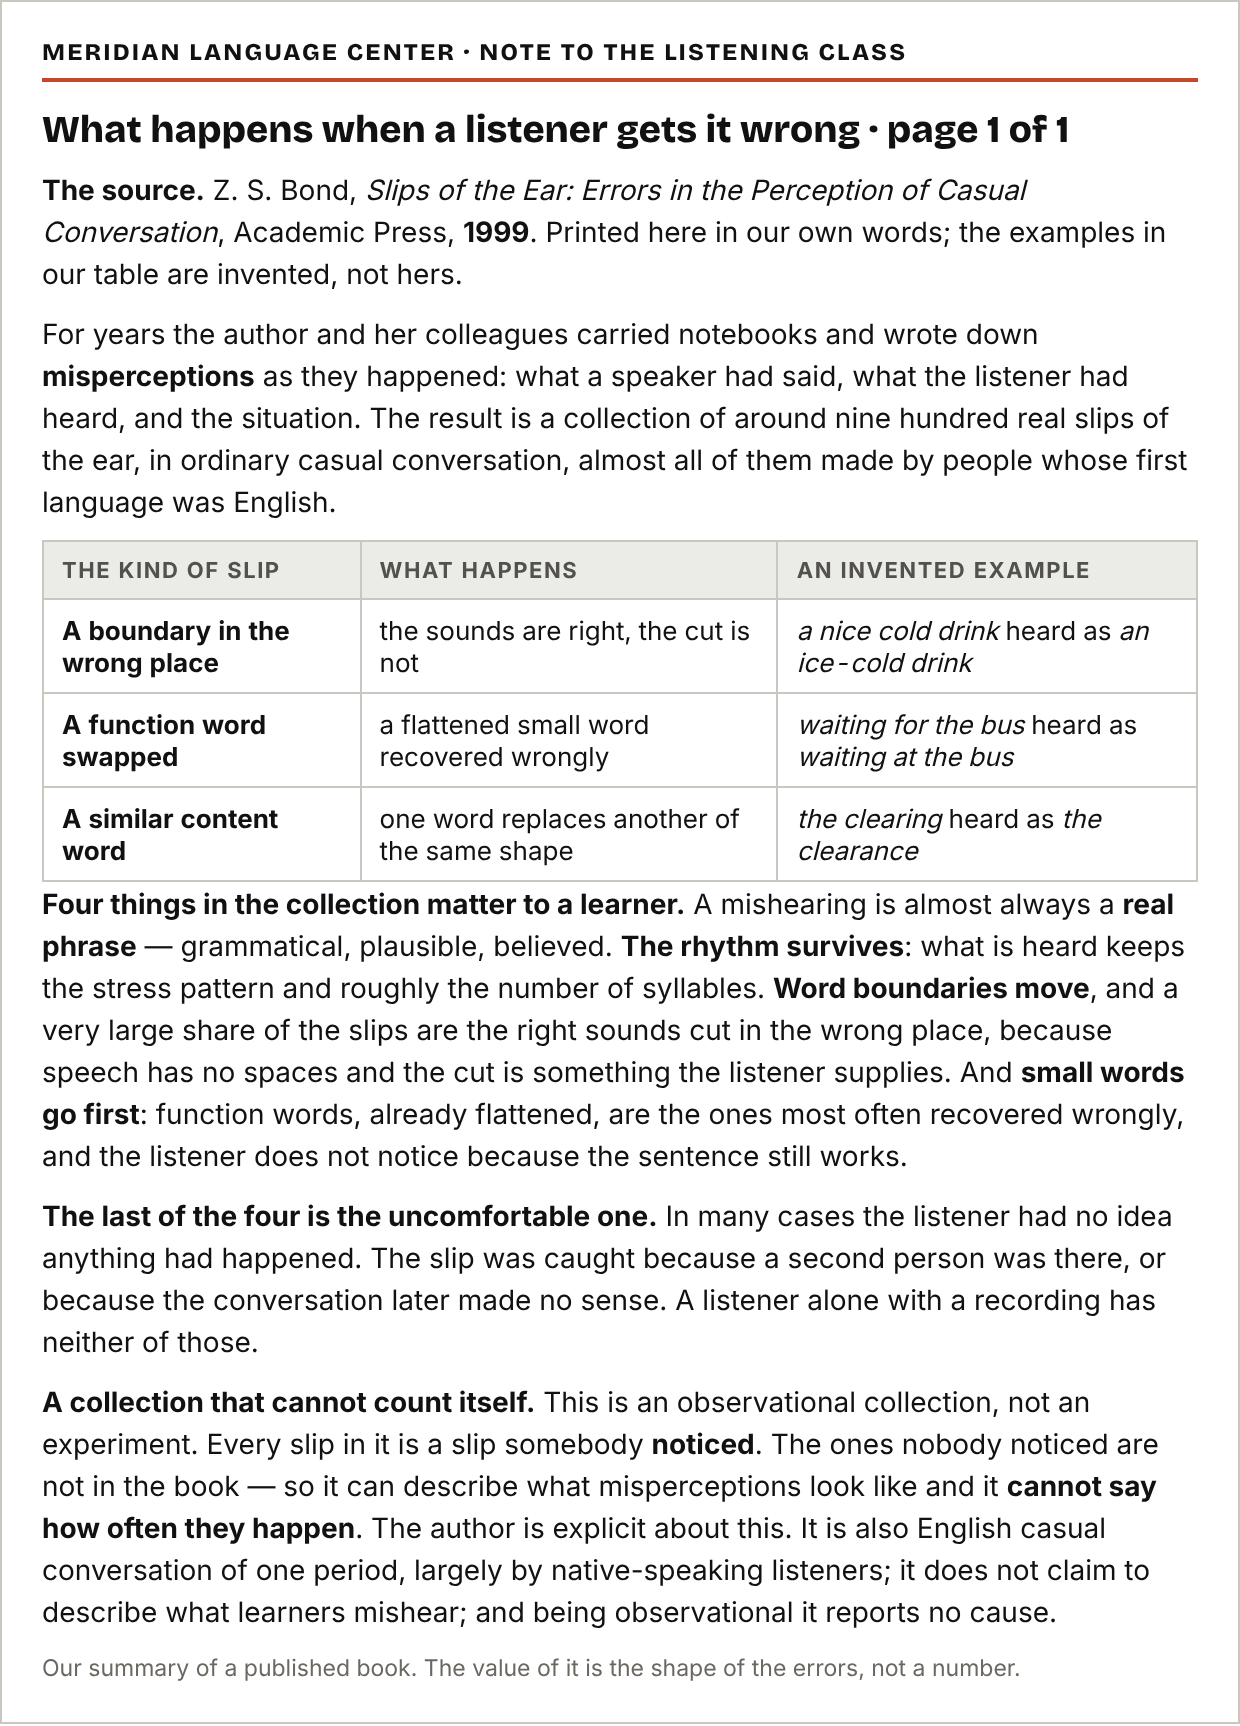 MERIDIAN LANGUAGE CENTER · NOTE TO THE LISTENING CLASS
What happens when a listener gets it wrong · page 1 of 1
The source. Z. S. Bond, Slips of the Ear: Errors in the Perception of Casual
Conversation, Academic Press, 1999. Printed here in our own words; the examples in
our table are invented, not hers.
For years the author and her colleagues carried notebooks and wrote down
misperceptions as they happened: what a speaker had said, what the listener had
heard, and the situation. The result is a collection of around nine hundred real slips of
the ear, in ordinary casual conversation, almost all of them made by people whose first
language was English.
THE KIND OF SLIP WHAT HAPPENS AN INVENTED EXAMPLE
A boundary in the the sounds are right, the cut is a nice cold drink heard as an
wrong place not ice-cold drink
A function word a flattened small word waiting for the bus heard as
swapped recovered wrongly waiting at the bus
A similar content one word replaces another of the clearing heard as the
word the same shape clearance
Four things in the collection matter to a learner. A mishearing is almost always a real
phrase — grammatical, plausible, believed. The rhythm survives: what is heard keeps
the stress pattern and roughly the number of syllables. Word boundaries move, and a
very large share of the slips are the right sounds cut in the wrong place, because
speech has no spaces and the cut is something the listener supplies. And small words
go first: function words, already flattened, are the ones most often recovered wrongly,
and the listener does not notice because the sentence still works.
The last of the four is the uncomfortable one. In many cases the listener had no idea
anything had happened. The slip was caught because a second person was there, or
because the conversation later made no sense. A listener alone with a recording has
neither of those.
A collection that cannot count itself. This is an observational collection, not an
experiment. Every slip in it is a slip somebody noticed. The ones nobody noticed are
not in the book — so it can describe what misperceptions look like and it cannot say
how often they happen. The author is explicit about this. It is also English casual
conversation of one period, largely by native-speaking listeners; it does not claim to
describe what learners mishear; and being observational it reports no cause.
Our summary of a published book. The value of it is the shape of the errors, not a number.